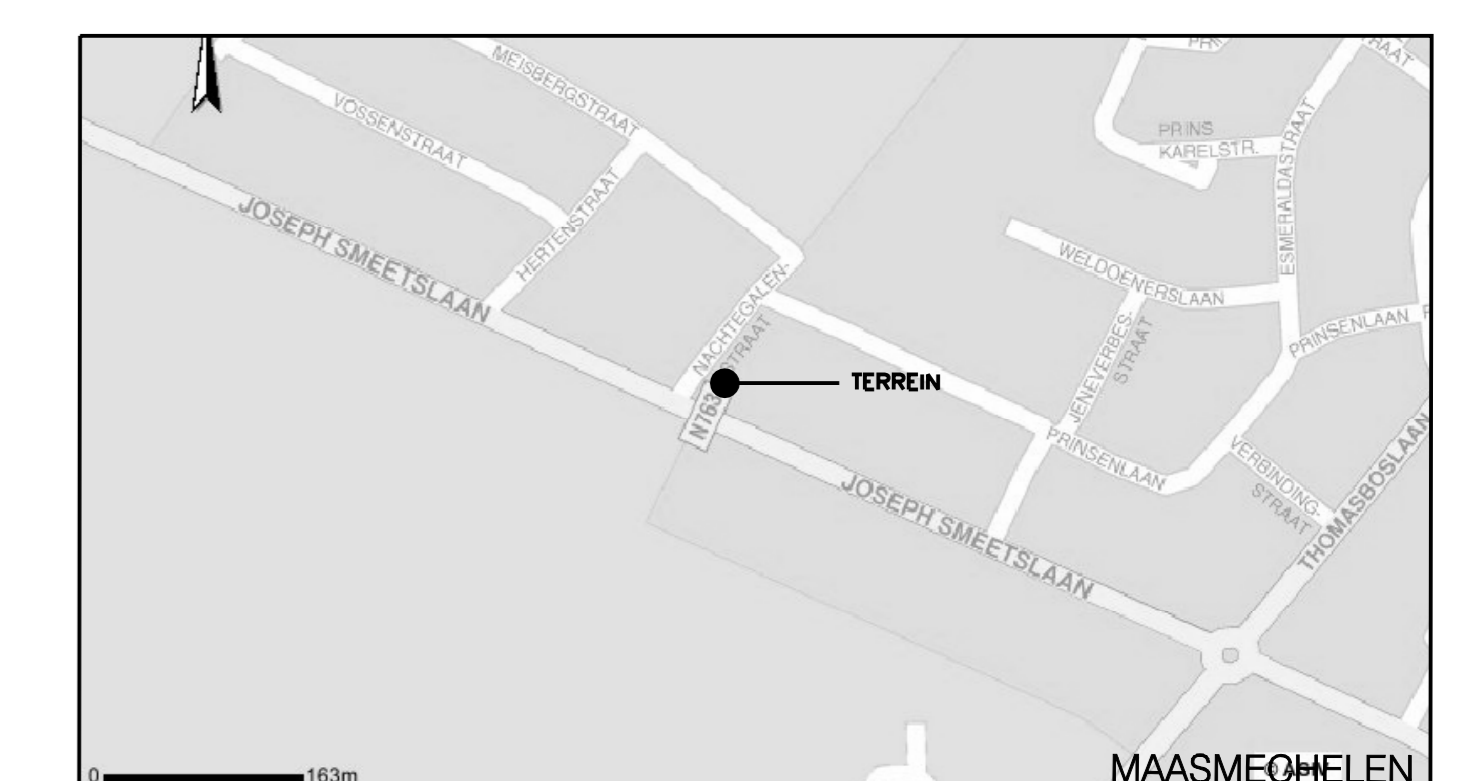 MEISBERGSTRAAT
VOSSENSTRAAT
HERTENSTRAAT
JOSEPH SMEETSLAAN
NACHTEGALEN-
STRAAT
N763
TERREIN
PRINS
KARELSTR.
ESMERALDASTRAAT
WELDOENERSLAAN
JENEVERBES-
STRAAT
PRINSENLAAN
PRINSENLAAN
VERBINDING-
STRAAT
THOMASBOSLAAN
JOSEPH SMEETSLAAN
0 163m
MAASMECHELEN